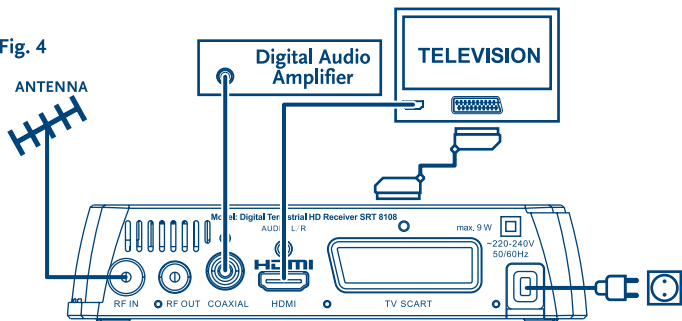 Fig. 4
ANTENNA
Digital Audio
Amplifier
TELEVISION
Model: Digital Terrestrial HD Receiver SRT 8108
AUDIO L/R
max. 9 W
~220-240V
50/60Hz
HDMI
RF IN
RF OUT
COAXIAL
HDMI
TV SCART